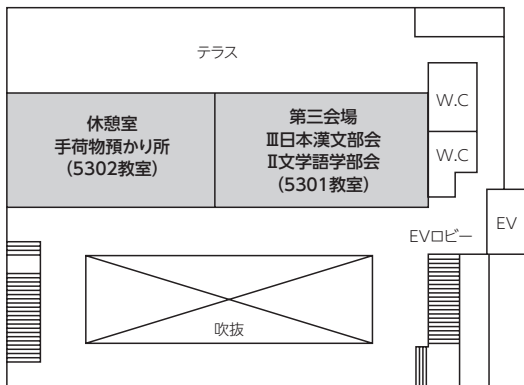 テラス
休憩室
手荷物預かり所
(5302教室)
第三会場
Ⅲ日本漢文部会
Ⅱ文学語学部会
(5301教室)
W.C
W.C
EVロビー
EV
吹抜